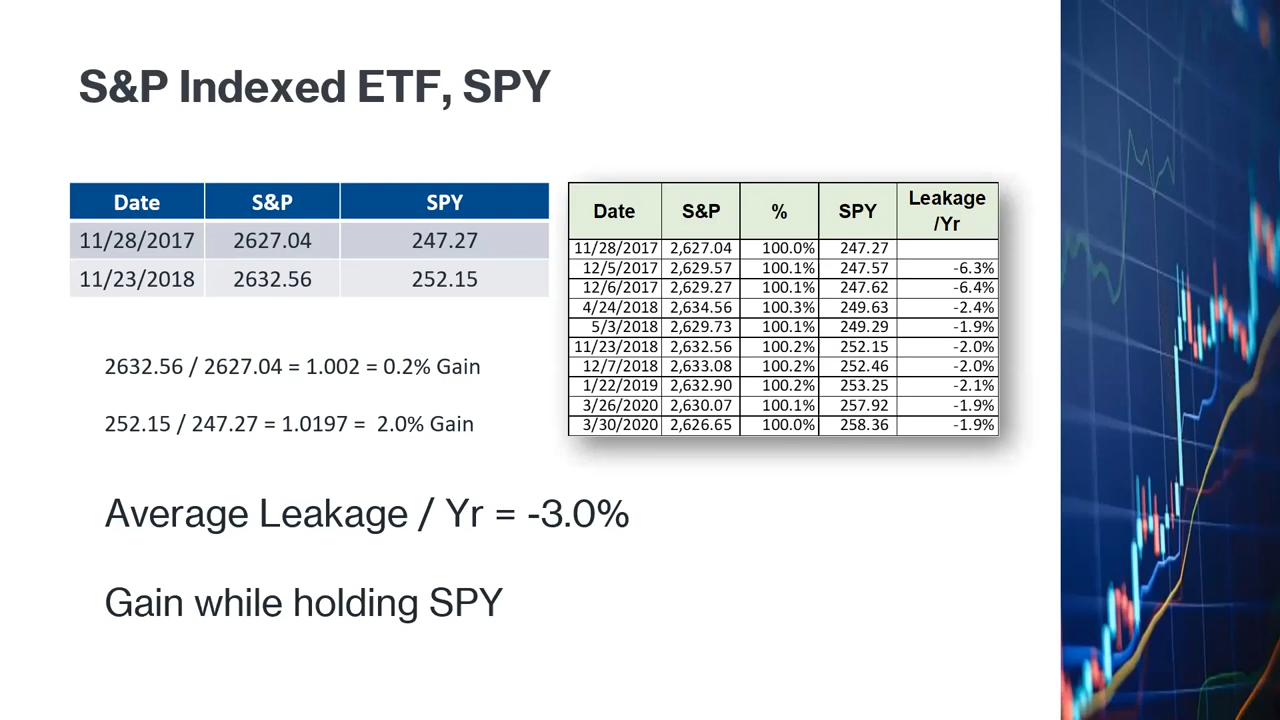 S&P Indexed ETF, SPY
Date S&P SPY
11/28/2017 2627.04 247.27
11/23/2018 2632.56 252.15
2632.56 / 2627.04 = 1.002 = 0.2% Gain
252.15 / 247.27 = 1.0197 = 2.0% Gain
Date S&P % SPY Leakage /Yr
11/28/2017 2,627.04 100.0% 247.27
12/5/2017 2,629.57 100.1% 247.57 -6.3%
12/6/2017 2,629.27 100.1% 247.62 -6.4%
4/24/2018 2,634.56 100.3% 249.63 -2.4%
5/3/2018 2,629.73 100.1% 249.29 -1.9%
11/23/2018 2,632.56 100.2% 252.15 -2.0%
12/7/2018 2,633.08 100.2% 252.46 -2.0%
1/22/2019 2,632.90 100.2% 253.25 -2.1%
3/26/2020 2,630.07 100.1% 257.92 -1.9%
3/30/2020 2,626.65 100.0% 258.36 -1.9%
Average Leakage / Yr = -3.0%
Gain while holding SPY